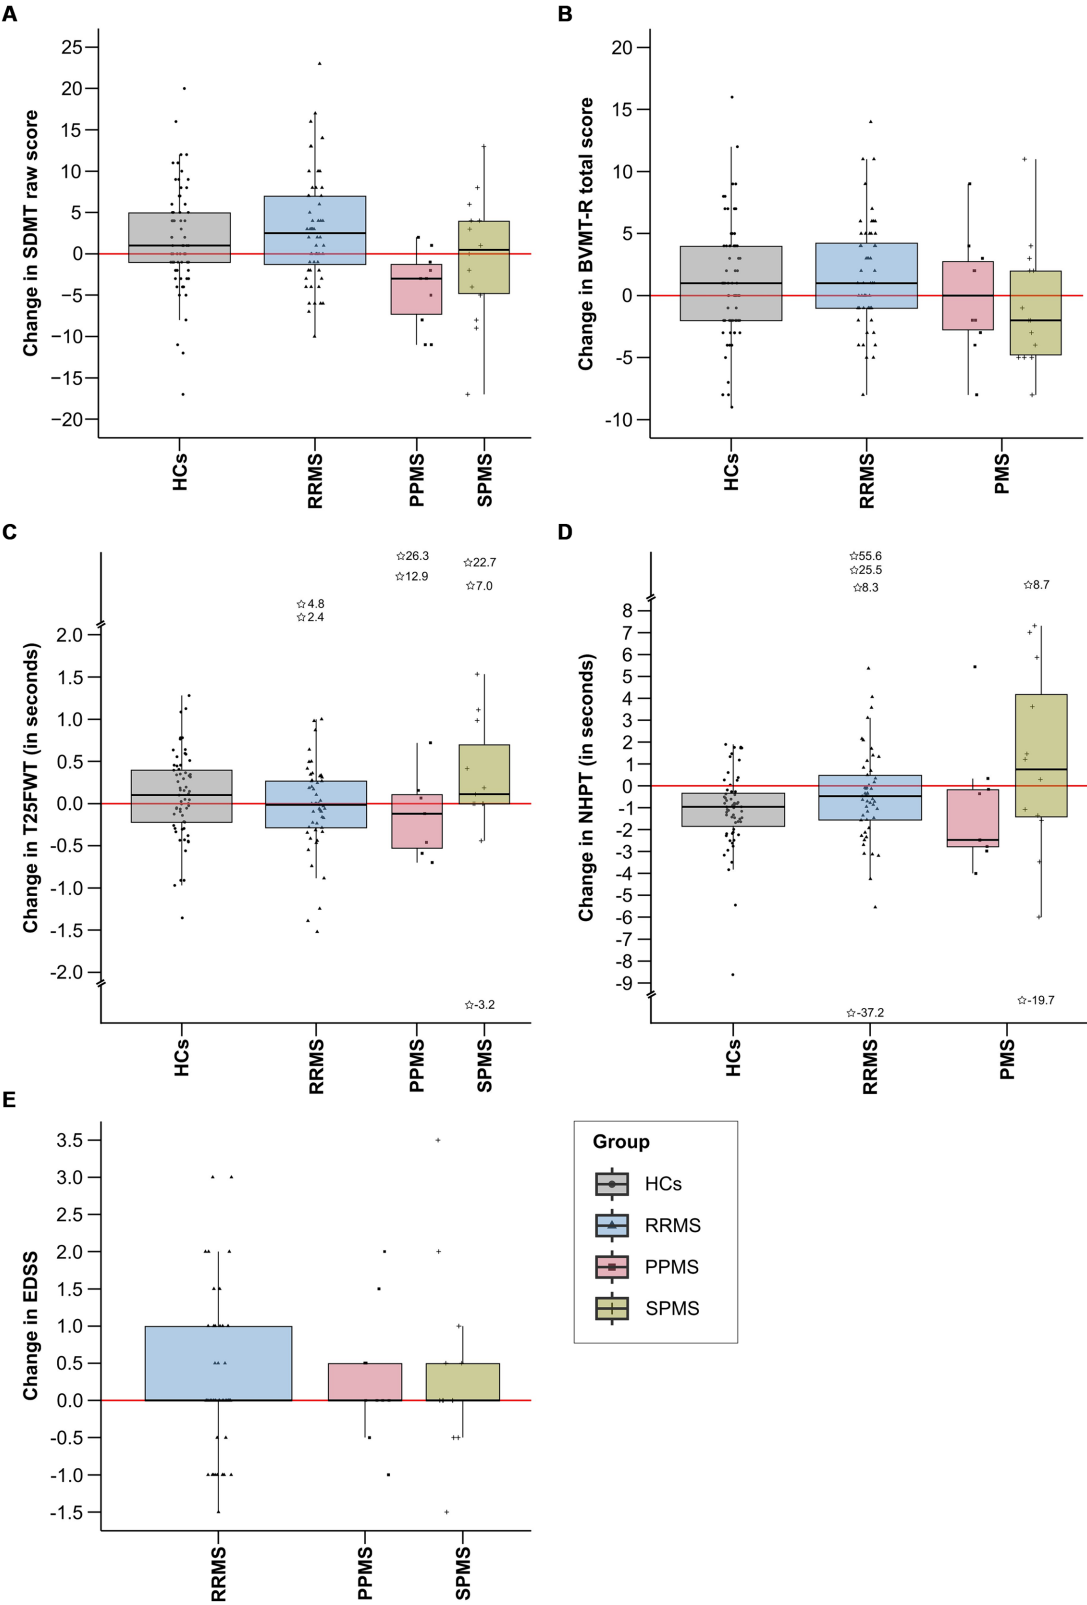 A
Change in SDMT raw score
25
20
15
10
5
0
−5
−10
−15
−20
HCs
RRMS
PPMS
SPMS
B
Change in BVMT-R total score
20
15
10
5
0
-5
-10
HCs
RRMS
PMS
C
Change in T25FWT (in seconds)
2.0
1.5
1.0
0.5
0.0
-0.5
-1.0
-1.5
-2.0
☆4.8
☆2.4
☆26.3
☆12.9
☆22.7
☆7.0
☆-3.2
HCs
RRMS
PPMS
SPMS
D
Change in NHPT (in seconds)
8
7
6
5
4
3
2
1
0
-1
-2
-3
-4
-5
-6
-7
-8
-9
☆55.6
☆25.5
☆8.3
☆8.7
☆-37.2
☆-19.7
HCs
RRMS
PMS
E
Change in EDSS
3.5
3.0
2.5
2.0
1.5
1.0
0.5
0.0
-0.5
-1.0
-1.5
RRMS
PPMS
SPMS
Group
HCs
RRMS
PPMS
SPMS